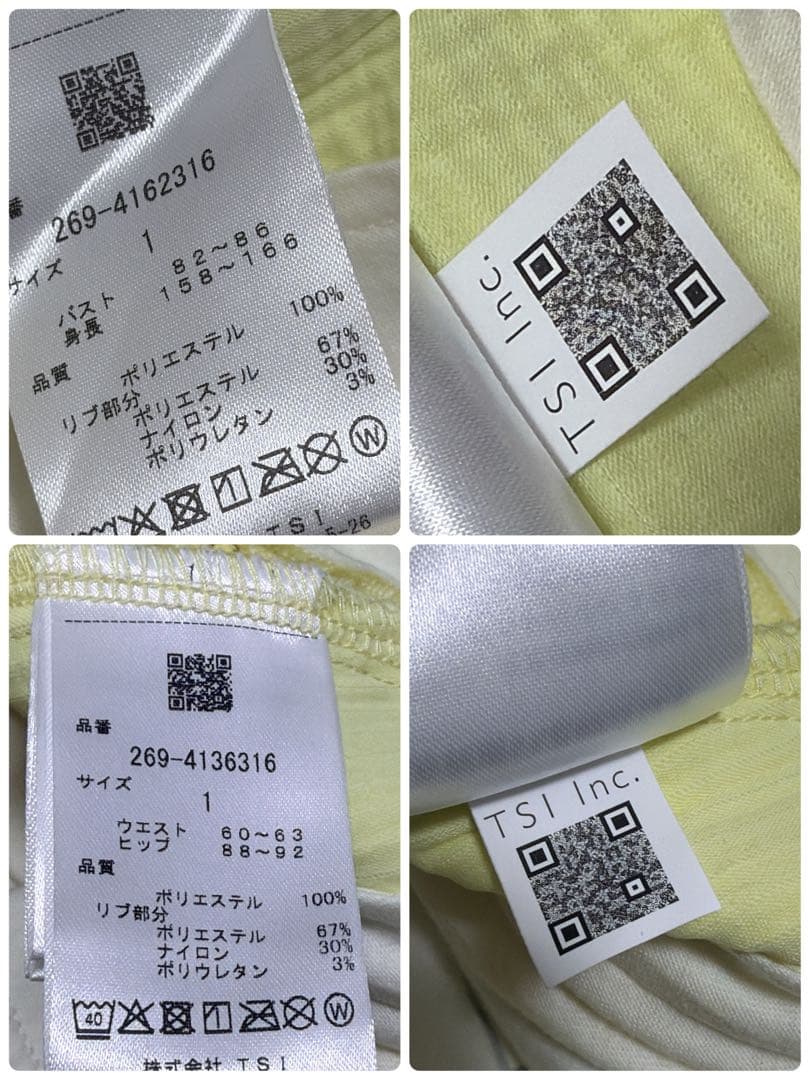 番
269-4162316
サイズ
1
バスト 82~86
身長 158~166
品質
ポリエステル 100%
リブ部分
ポリエステル 67%
ナイロン 30%
ポリウレタン 3%
W
TSI
5-26
TSI Inc.
1
品番
269-4136316
サイズ
1
ウエスト 60~63
ヒップ 88~92
品質
ポリエステル 100%
リブ部分
ポリエステル 67%
ナイロン 30%
ポリウレタン 3%
40 W
株式会社 TSI
TSI Inc.